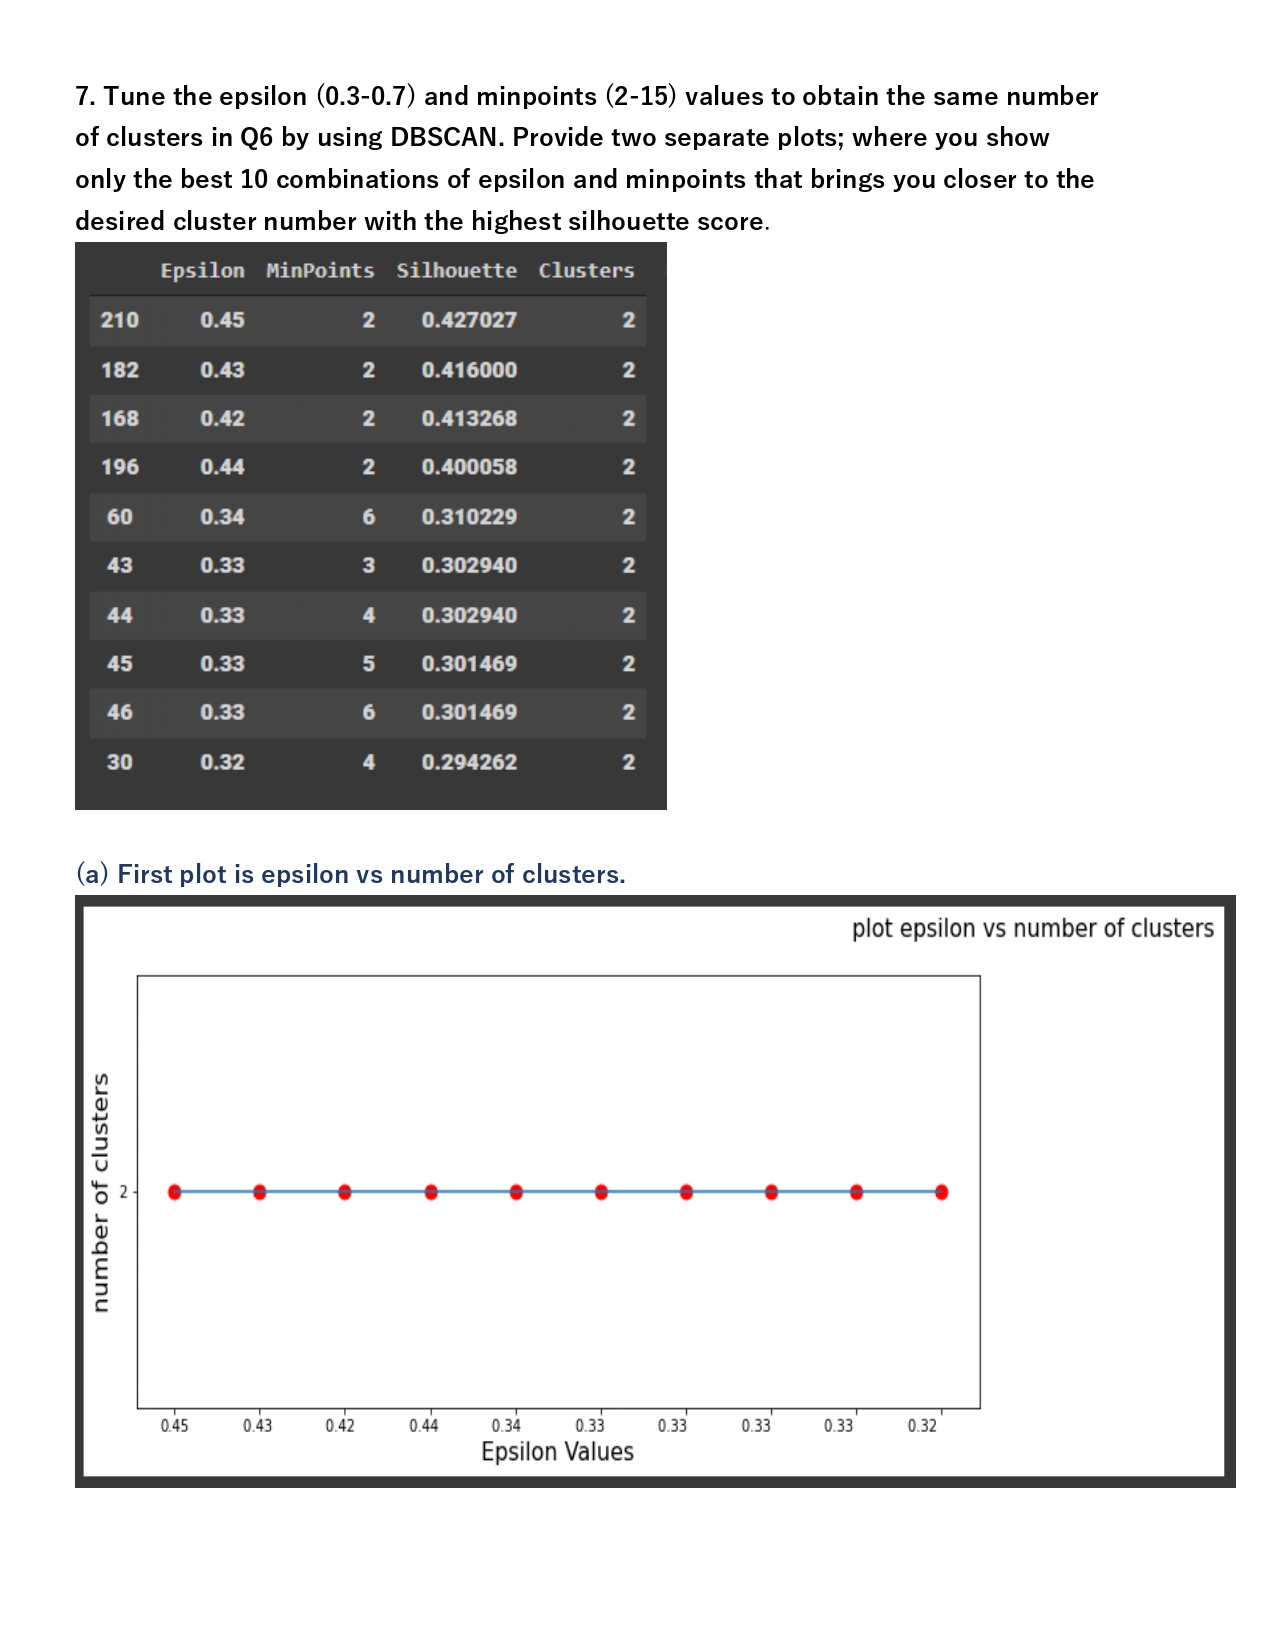 7. Tune the epsilon (0.3-0.7) and minpoints (2-15) values to obtain the same number
of clusters in Q6 by using DBSCAN. Provide two separate plots; where you show
only the best 10 combinations of epsilon and minpoints that brings you closer to the
desired cluster number with the highest silhouette score.
Epsilon MinPoints Silhouette Clusters
210 0.45 2 0.427027 2
182 0.43 2 0.416000 2
168 0.42 2 0.413268 2
196 0.44 2 0.400058 2
60 0.34 6 0.310229 2
43 0.33 3 0.302940 2
44 0.33 4 0.302940 2
45 0.33 5 0.301469 2
46 0.33 6 0.301469 2
30 0.32 4 0.294262 2
(a) First plot is epsilon vs number of clusters.
plot epsilon vs number of clusters
number of clusters
2
0.45 0.43 0.42 0.44 0.34 0.33 0.33 0.33 0.33 0.32
Epsilon Values